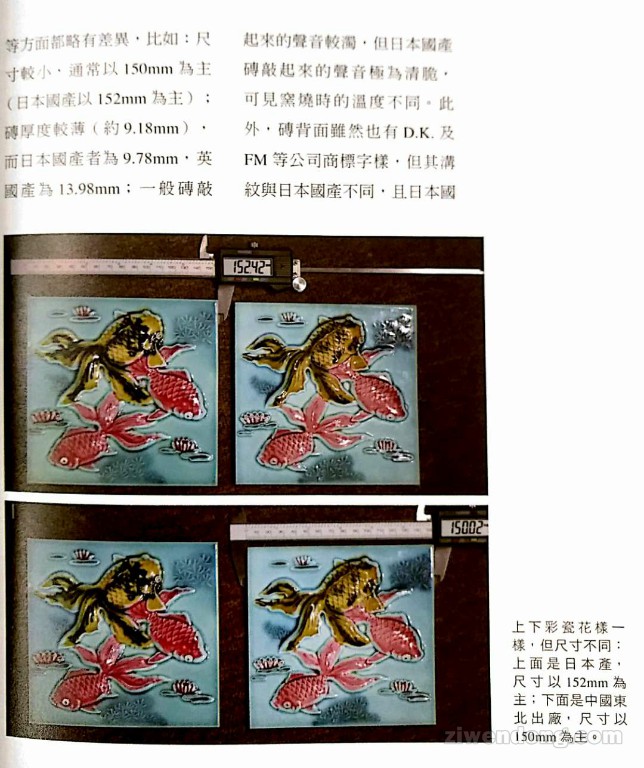 等方面都略有差異，比如：尺
寸較小，通常以 150mm 為主
（日本國產以 152mm 為主）；
磚厚度較薄（約 9.18mm），
而日本國產者為 9.78mm，英
國產為 13.98mm；一般磚敲
起來的聲音較濁，但日本國產
磚敲起來的聲音極為清脆，
可見窯燒時的溫度不同。此
外，磚背面雖然也有 D.K. 及
FM 等公司商標字樣，但其溝
紋與日本國產不同，且日本國
152.42
150.02
上下彩瓷花樣一
樣，但尺寸不同：
上面是日本產，
尺寸以 152mm 為
主；下面是中國東
北出廠，尺寸以
150mm 為主。
ziwendong.com